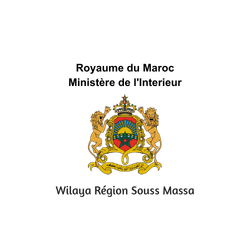 Royaume du Maroc
Ministère de l'Interieur
Wilaya Région Souss Massa